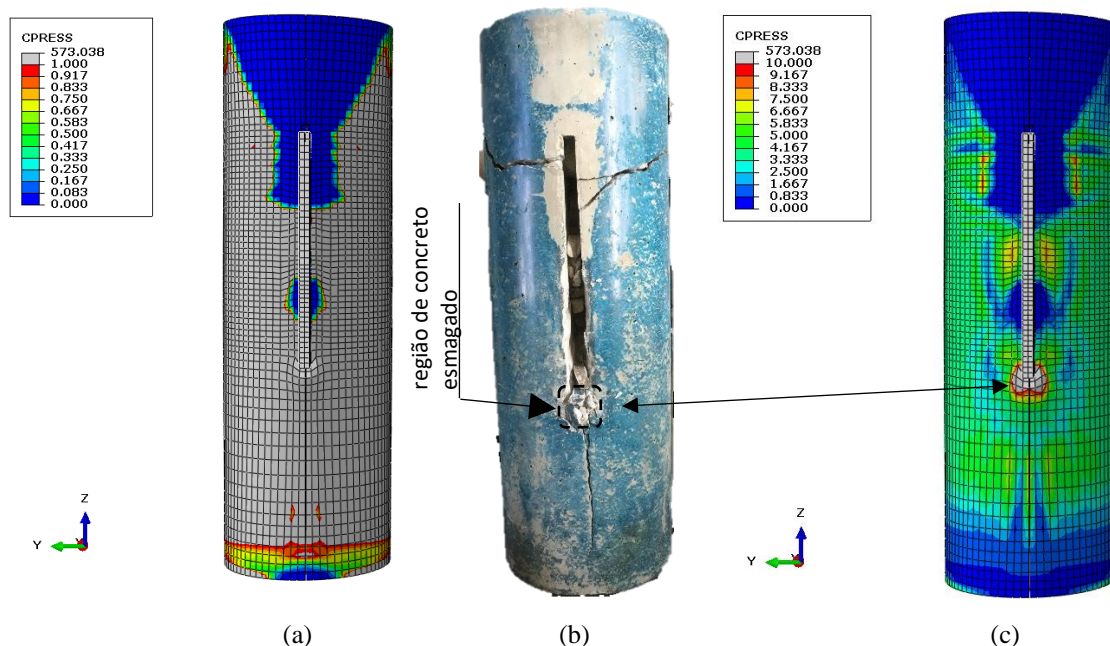 CPRESS
573.038
1.000
0.917
0.833
0.750
0.667
0.583
0.500
0.417
0.333
0.250
0.167
0.083
0.000
Z
Y
região de concreto
esmagado
CPRESS
573.038
10.000
9.167
8.333
7.500
6.667
5.833
5.000
4.167
3.333
2.500
1.667
0.833
0.000
Z
Y
(a)
(b)
(c)